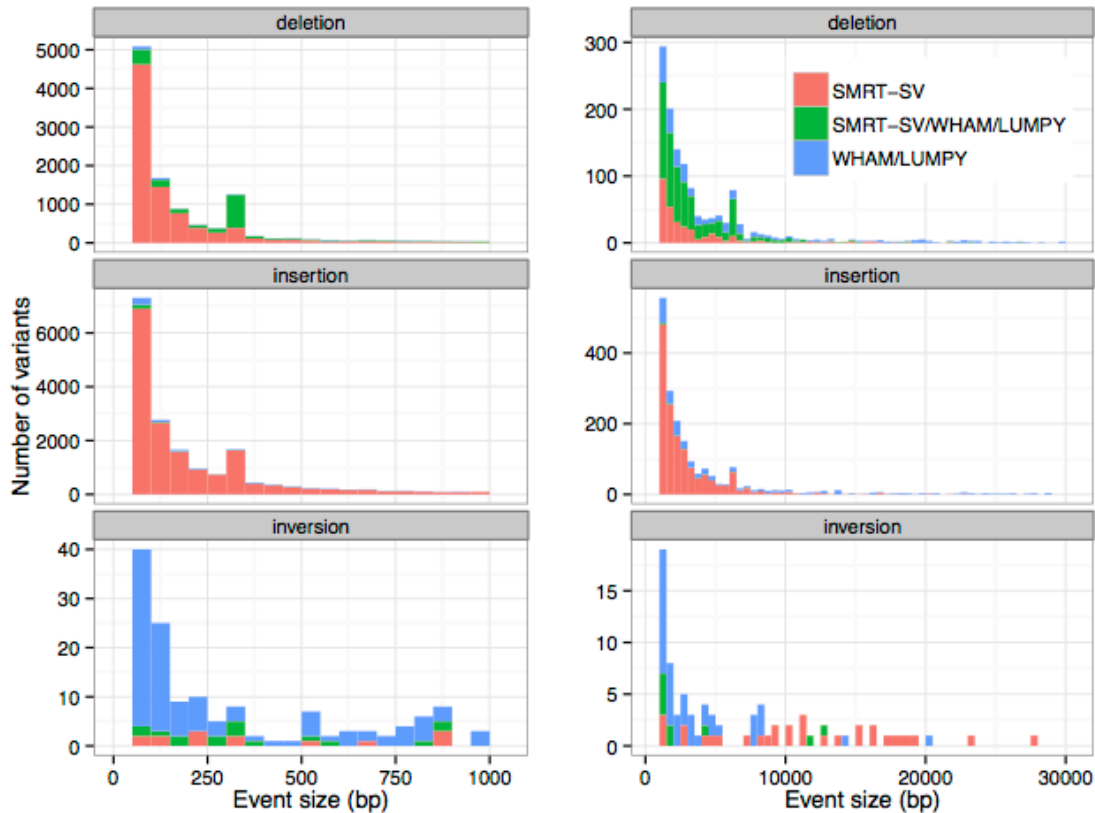 deletion
5000
4000
3000
2000
1000
0
deletion
300
200
100
0
SMRT-SV
SMRT-SV/WHAM/LUMPY
WHAM/LUMPY
Number of variants
insertion
6000
4000
2000
0
insertion
400
200
0
inversion
40
30
20
10
0
0 250 500 750 1000
Event size (bp)
inversion
15
10
5
0
0 10000 20000 30000
Event size (bp)